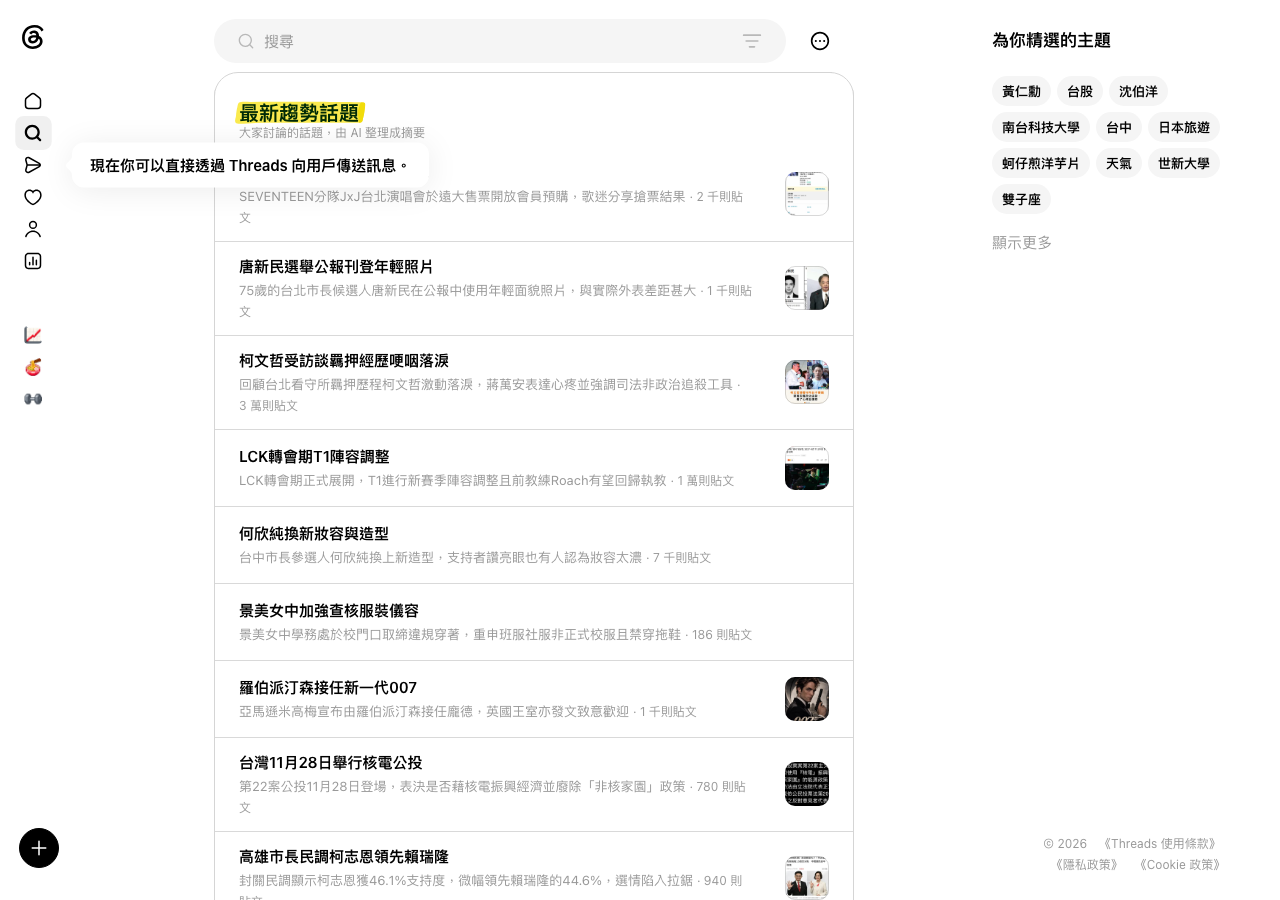 搜尋
最新趨勢話題
大家討論的話題，由 AI 整理成摘要
現在你可以直接透過 Threads 向用戶傳送訊息。
SEVENTEEN分隊JxJ台北演唱會於遠大售票開放會員預購，歌迷分享搶票結果 · 2 千則貼
文
唐新民選舉公報刊登年輕照片
75歲的台北市長候選人唐新民在公報中使用年輕面貌照片，與實際外表差距甚大 · 1 千則貼
文
柯文哲受訪談羈押經歷哽咽落淚
回顧台北看守所羈押歷程柯文哲激動落淚，蔣萬安表達心疼並強調司法非政治追殺工具 ·
3 萬則貼文
LCK轉會期T1陣容調整
LCK轉會期正式展開，T1進行新賽季陣容調整且前教練Roach有望回歸執教 · 1 萬則貼文
何欣純換新妝容與造型
台中市長參選人何欣純換上新造型，支持者讚亮眼也有人認為妝容太濃 · 7 千則貼文
景美女中加強查核服裝儀容
景美女中學務處於校門口取締違規穿著，重申班服社服非正式校服且禁穿拖鞋 · 186 則貼文
羅伯派汀森接任新一代007
亞馬遜米高梅宣布由羅伯派汀森接任龐德，英國王室亦發文致意歡迎 · 1 千則貼文
台灣11月28日舉行核電公投
第22案公投11月28日登場，表決是否藉核電振興經濟並廢除「非核家園」政策 · 780 則貼
文
高雄市長民調柯志恩領先賴瑞隆
封關民調顯示柯志恩獲46.1%支持度，微幅領先賴瑞隆的44.6%，選情陷入拉鋸 · 940 則
貼文
為你精選的主題
黃仁勳
台股
沈伯洋
南台科技大學
台中
日本旅遊
蚵仔煎洋芋片
天氣
世新大學
雙子座
顯示更多
© 2026
《Threads 使用條款》
《隱私政策》
《Cookie 政策》